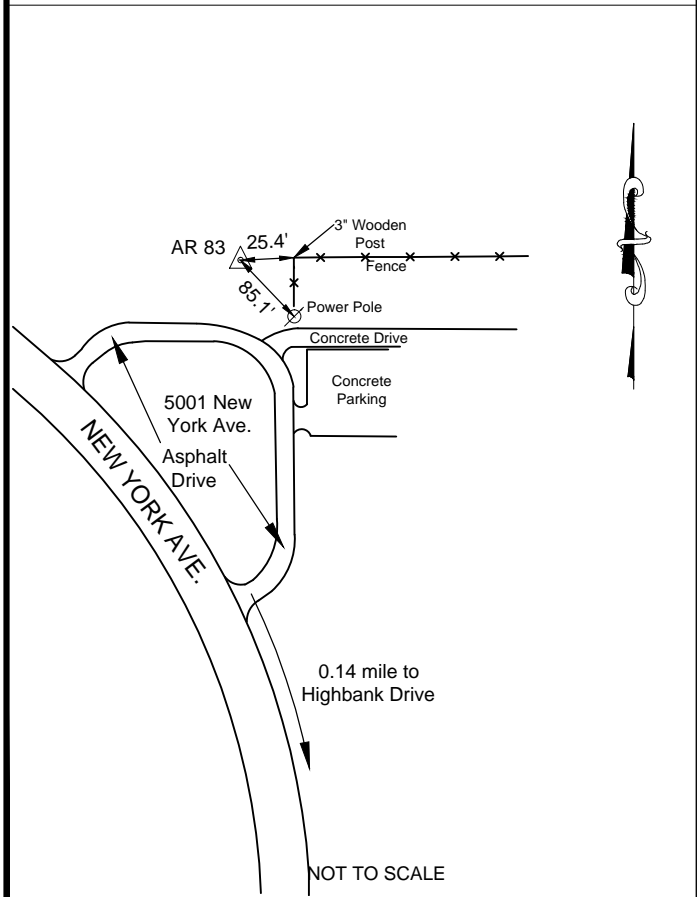 3" Wooden
Post
AR 83
25.4'
Fence
85.1'
Power Pole
Concrete Drive
Concrete
Parking
5001 New
York Ave.
Asphalt
Drive
NEW YORK AVE.
0.14 mile to
Highbank Drive
NOT TO SCALE